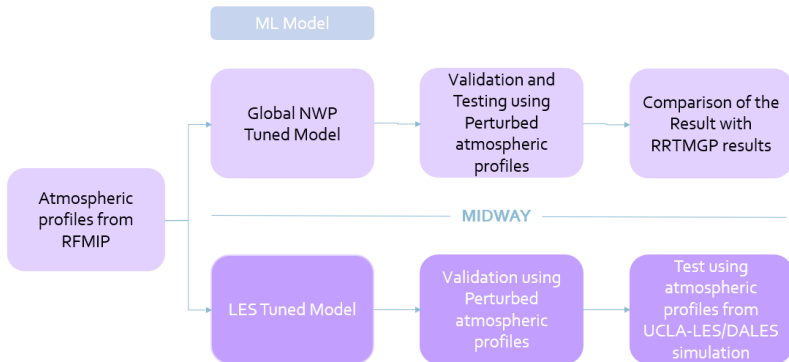 ML Model
Global NWP
Tuned Model
Validation and
Testing using
Perturbed
atmospheric
profiles
Comparison of the
Result with
RRTMGP results
Atmospheric
profiles from
RFMIP
MIDWAY
LES Tuned Model
Validation using
Perturbed
atmospheric
profiles
Test using
atmospheric
profiles from
UCLA-LES/DALES
simulation